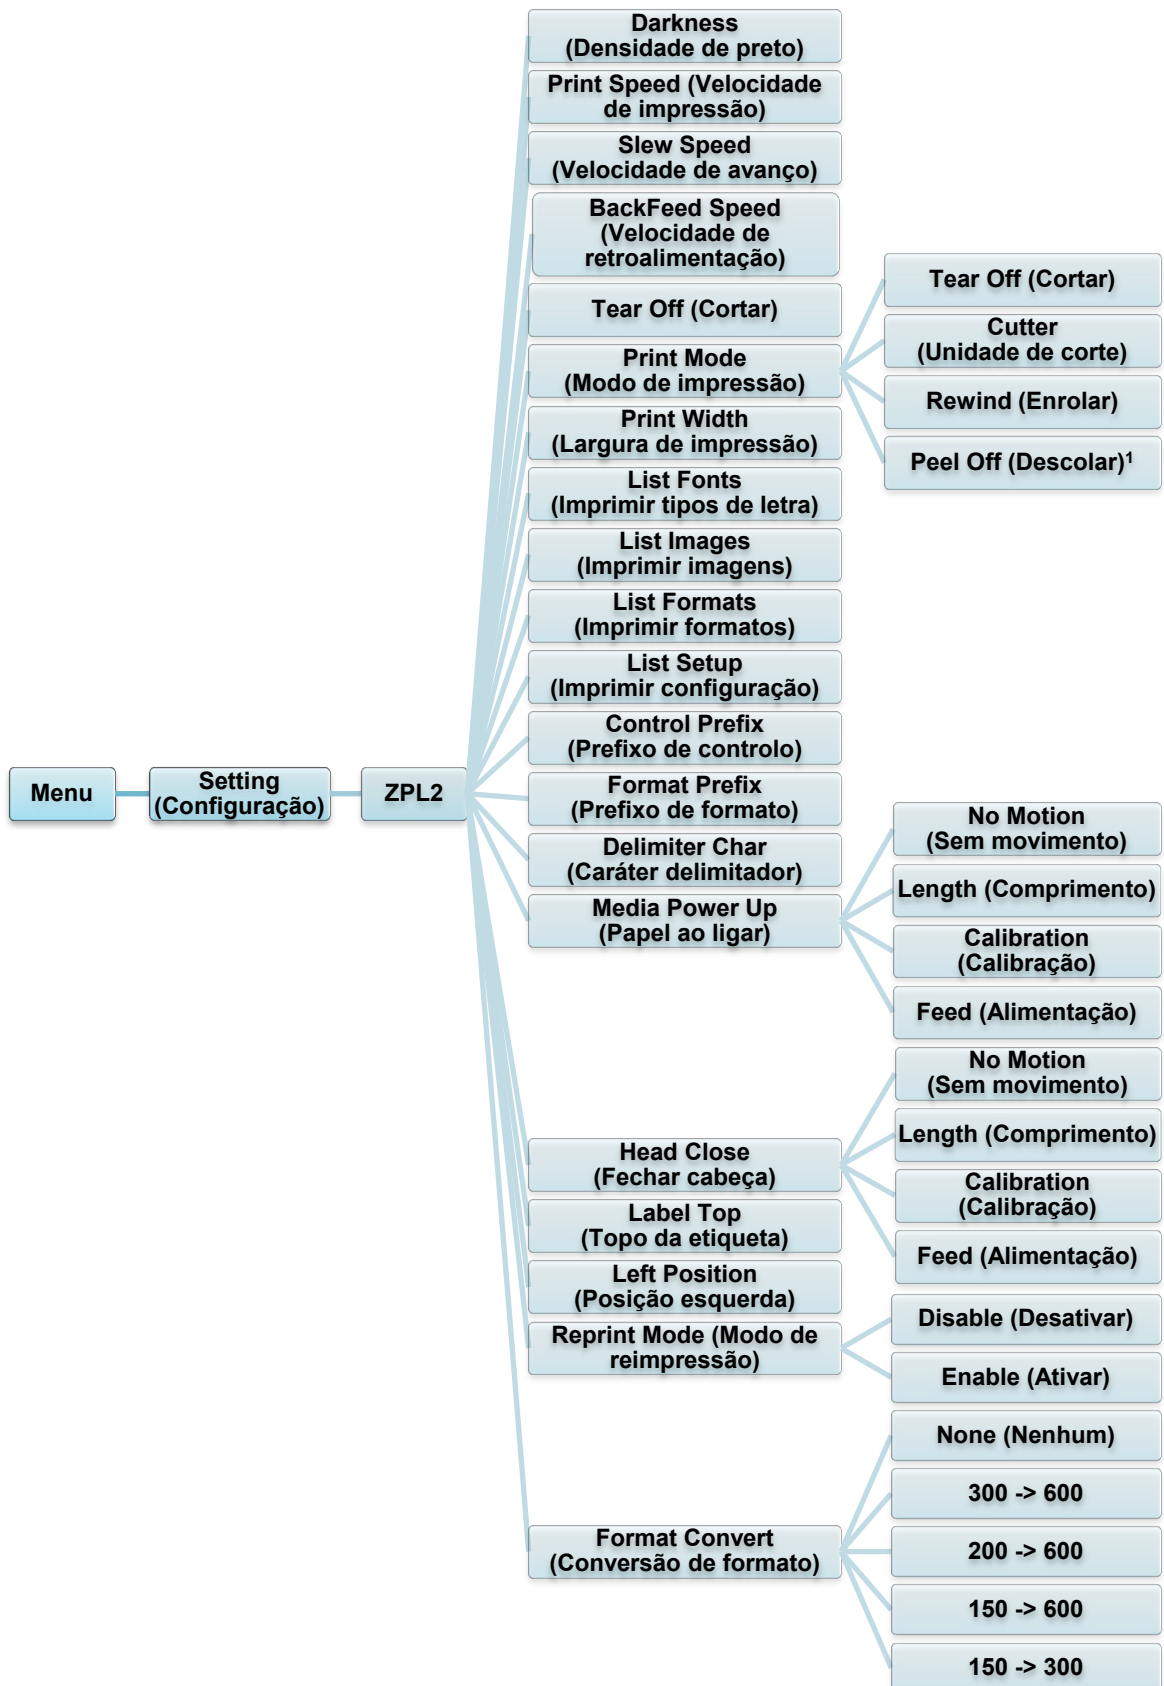 Menu
Setting
(Configuração)
ZPL2
Darkness
(Densidade de preto)
Print Speed (Velocidade
de impressão)
Slew Speed
(Velocidade de avanço)
BackFeed Speed
(Velocidade de
retroalimentação)
Tear Off (Cortar)
Print Mode
(Modo de impressão)
Tear Off (Cortar)
Cutter
(Unidade de corte)
Rewind (Enrolar)
Peel Off (Descolar)¹
Print Width
(Largura de impressão)
List Fonts
(Imprimir tipos de letra)
List Images
(Imprimir imagens)
List Formats
(Imprimir formatos)
List Setup
(Imprimir configuração)
Control Prefix
(Prefixo de controlo)
Format Prefix
(Prefixo de formato)
Delimiter Char
(Caráter delimitador)
Media Power Up
(Papel ao ligar)
No Motion
(Sem movimento)
Length (Comprimento)
Calibration
(Calibração)
Feed (Alimentação)
Head Close
(Fechar cabeça)
No Motion
(Sem movimento)
Length (Comprimento)
Calibration
(Calibração)
Feed (Alimentação)
Label Top
(Topo da etiqueta)
Left Position
(Posição esquerda)
Reprint Mode (Modo de
reimpressão)
Disable (Desativar)
Enable (Ativar)
Format Convert
(Conversão de formato)
None (Nenhum)
300 -> 600
200 -> 600
150 -> 600
150 -> 300